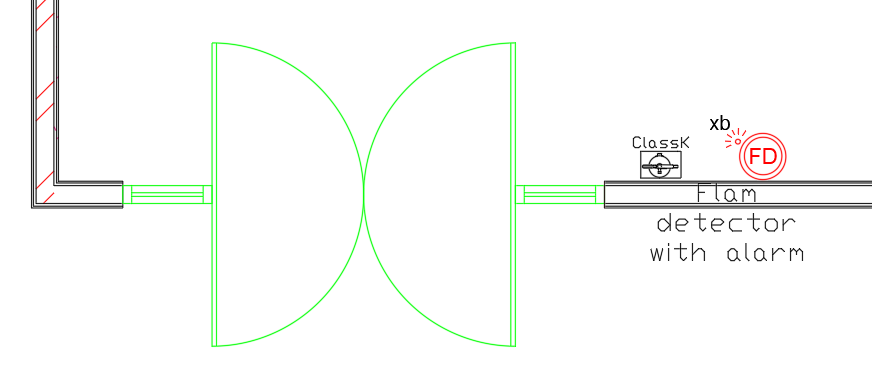 xb
ClassK
FD
Flam
detector
with alarm